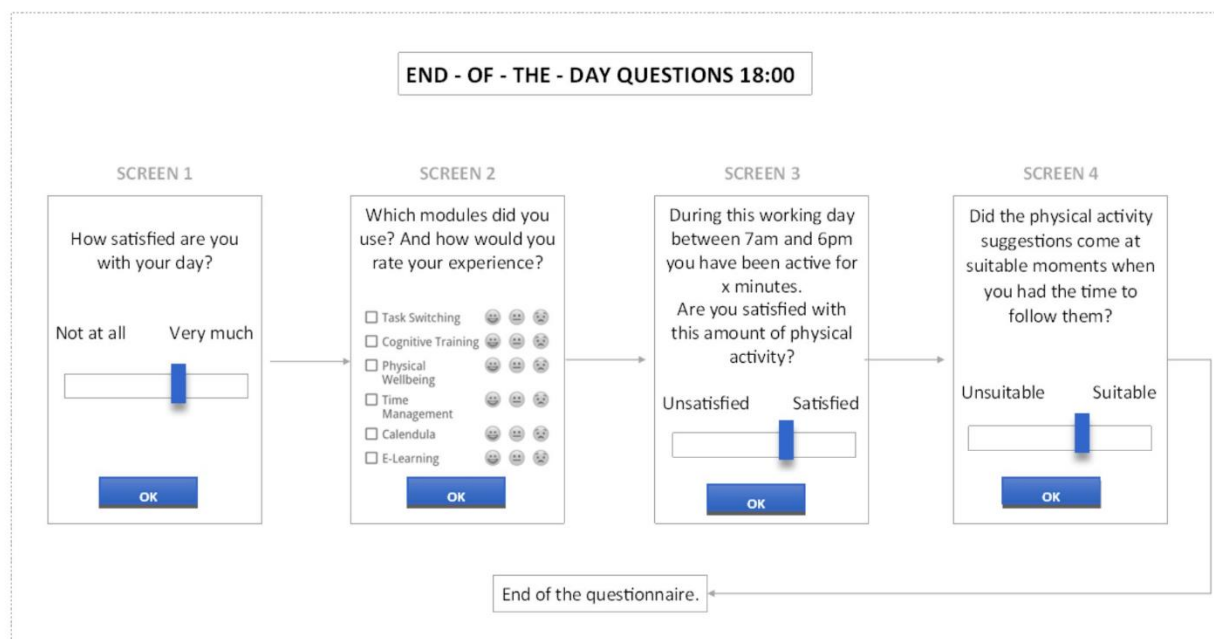 END - OF - THE - DAY QUESTIONS 18:00
SCREEN 1
How satisfied are you
with your day?
Not at all Very much
OK
SCREEN 2
Which modules did you
use? And how would you
rate your experience?
Task Switching
Cognitive Training
Physical
Wellbeing
Time
Management
Calendula
E-Learning
OK
SCREEN 3
During this working day
between 7am and 6pm
you have been active for
x minutes.
Are you satisfied with
this amount of physical
activity?
Unsatisfied Satisfied
OK
SCREEN 4
Did the physical activity
suggestions come at
suitable moments when
you had the time to
follow them?
Unsuitable Suitable
OK
End of the questionnaire.